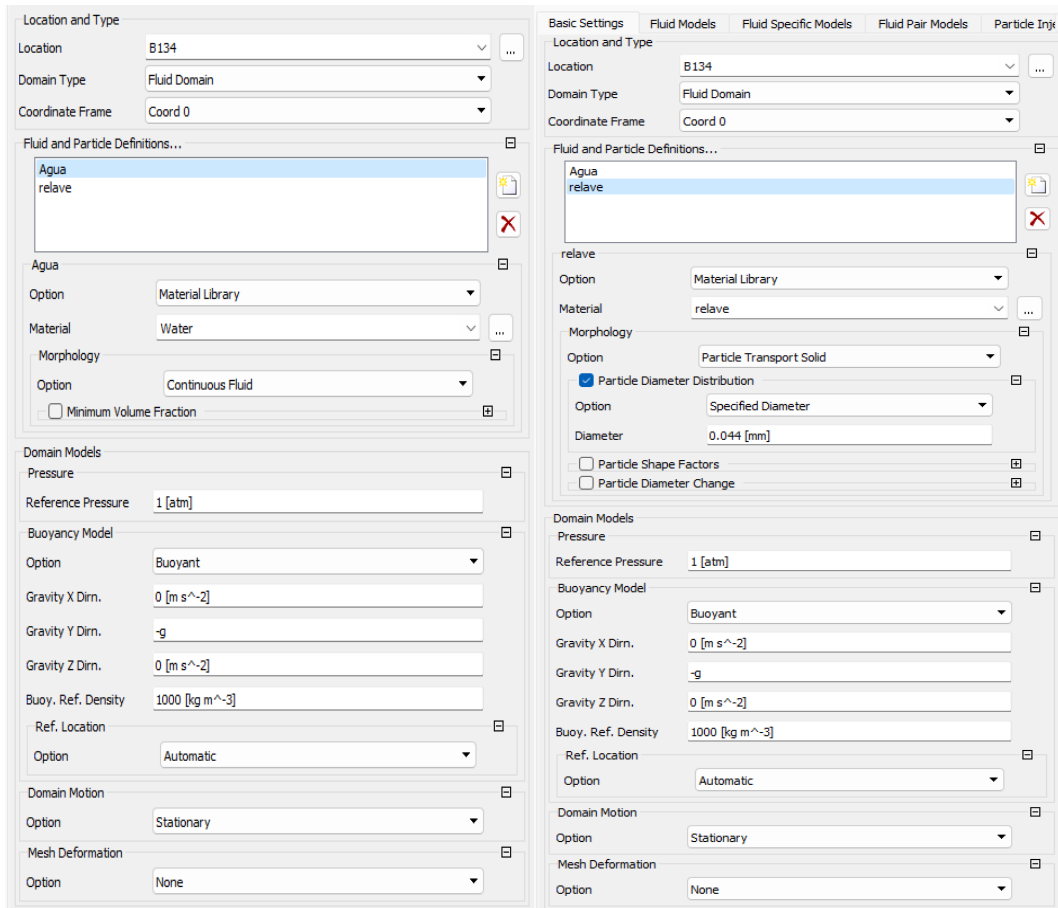 Location and Type
Location B134 ...
Domain Type Fluid Domain
Coordinate Frame Coord 0
Fluid and Particle Definitions...
Agua
relave
Agua
Option Material Library
Material Water ...
Morphology
Option Continuous Fluid
Minimum Volume Fraction
Domain Models
Pressure
Reference Pressure 1 [atm]
Buoyancy Model
Option Buoyant
Gravity X Dirn. 0 [m s^-2]
Gravity Y Dirn. -g
Gravity Z Dirn. 0 [m s^-2]
Buoy. Ref. Density 1000 [kg m^-3]
Ref. Location
Option Automatic
Domain Motion
Option Stationary
Mesh Deformation
Option None
Basic Settings Fluid Models Fluid Specific Models Fluid Pair Models Particle Inje
Location and Type
Location B134 ...
Domain Type Fluid Domain
Coordinate Frame Coord 0
Fluid and Particle Definitions...
Agua
relave
relave
Option Material Library
Material relave ...
Morphology
Option Particle Transport Solid
Particle Diameter Distribution
Option Specified Diameter
Diameter 0.044 [mm]
Particle Shape Factors
Particle Diameter Change
Domain Models
Pressure
Reference Pressure 1 [atm]
Buoyancy Model
Option Buoyant
Gravity X Dirn. 0 [m s^-2]
Gravity Y Dirn. -g
Gravity Z Dirn. 0 [m s^-2]
Buoy. Ref. Density 1000 [kg m^-3]
Ref. Location
Option Automatic
Domain Motion
Option Stationary
Mesh Deformation
Option None